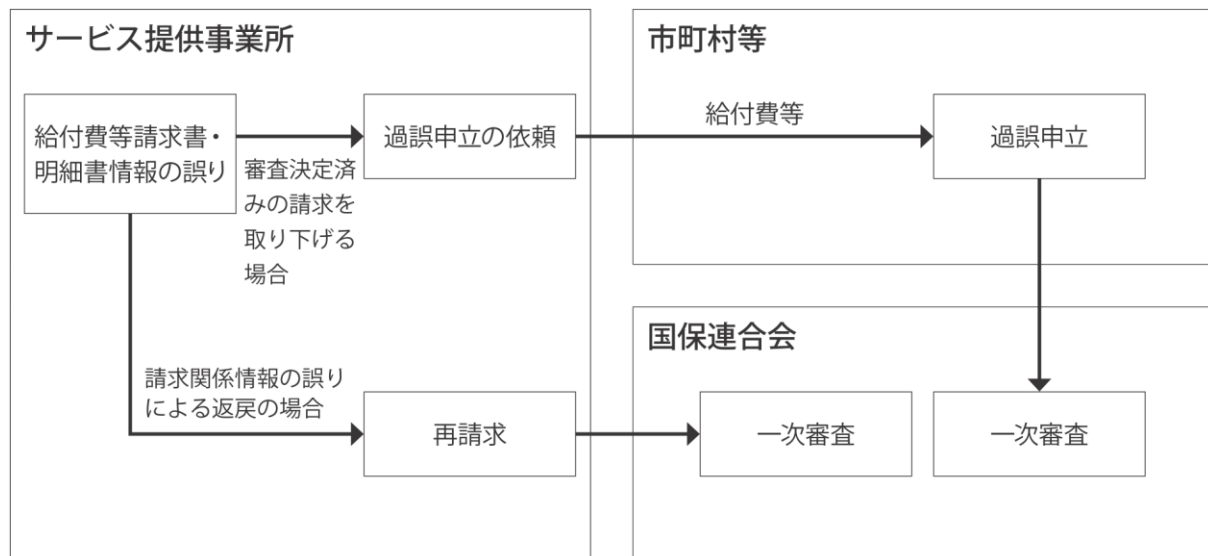 サービス提供事業所
給付費等請求書・
明細書情報の誤り
過誤申立の依頼
審査決定済
みの請求を
取り下げる
場合
請求関係情報の誤り
による返戻の場合
再請求
市町村等
給付費等
過誤申立
国保連合会
一次審査
一次審査